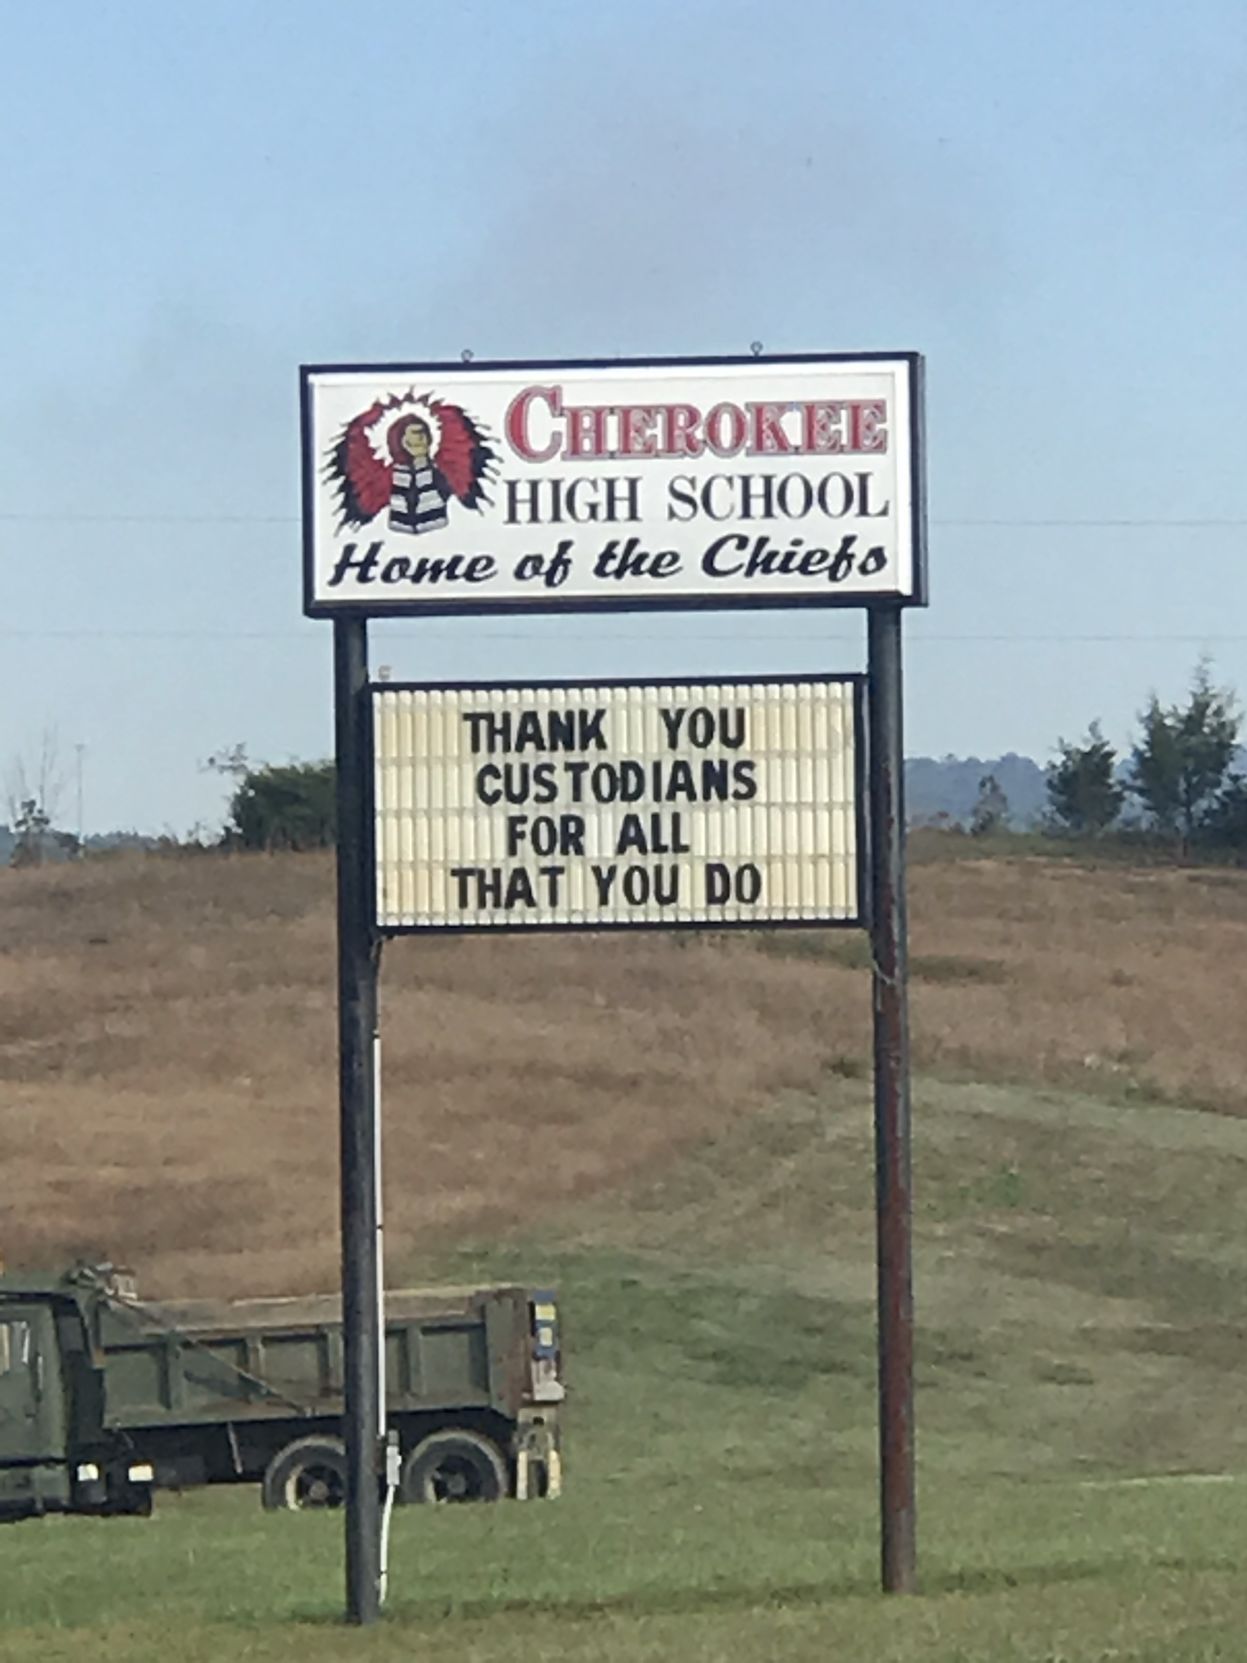 CHEROKEE
HIGH SCHOOL
Home of the Chiefs
THANK YOU
CUSTODIANS
FOR ALL
THAT YOU DO